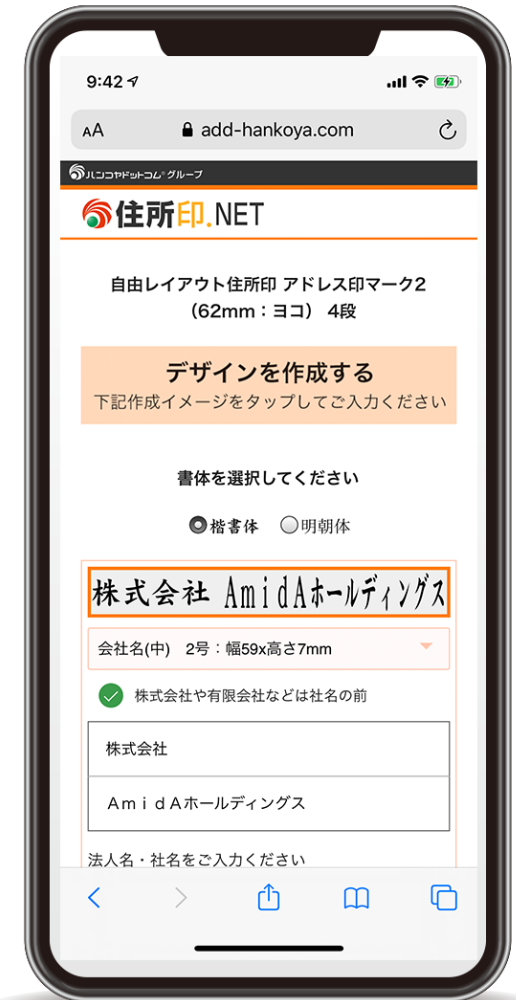 9:42
AA add-hankoya.com
ハンコヤドットコム®グループ
住所印.NET
自由レイアウト住所印 アドレス印マーク2
（62mm：ヨコ） 4段
デザインを作成する
下記作成イメージをタップしてご入力ください
書体を選択してください
楷書体 明朝体
株式会社 AmidAホールディングス
会社名(中) 2号：幅59x高さ7mm
株式会社や有限会社などは社名の前
株式会社
ＡｍｉｄＡホールディングス
法人名・社名をご入力ください